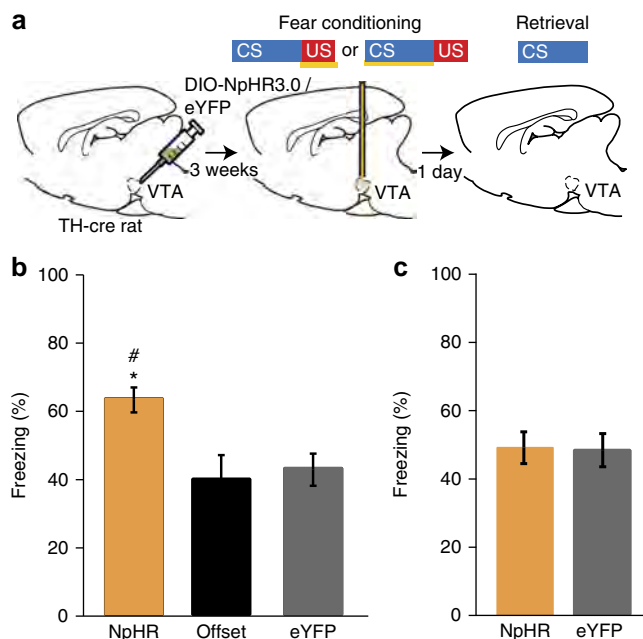 a
Fear conditioning
Retrieval
CS US or CS US
CS
DIO-NpHR3.0 /
eYFP
3 weeks
1 day
VTA
VTA
VTA
TH-cre rat
b
100
80
60
40
20
0
Freezing (%)
#
*
NpHR Offset eYFP
c
100
80
60
40
20
0
Freezing (%)
NpHR eYFP